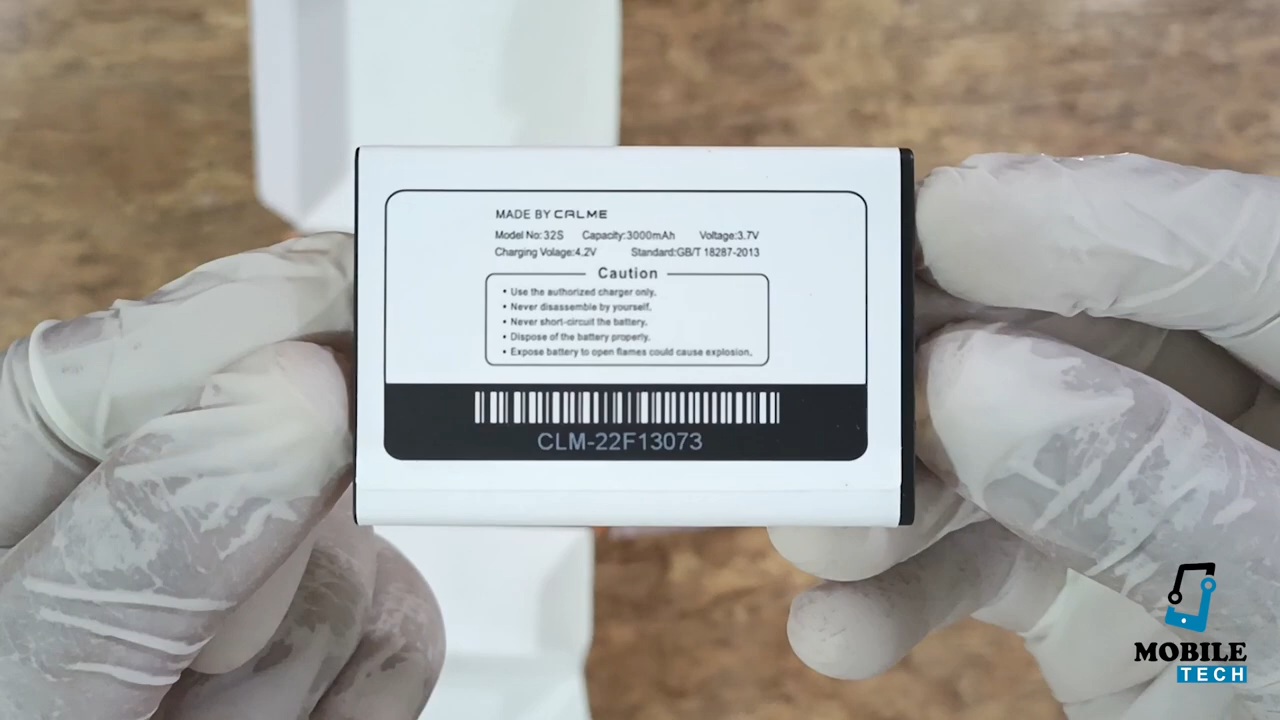 MADE BY CALME
Model No: 32S Capacity:3000mAh Voltage:3.7V
Charging Volage:4.2V Standard:GB/T 18287-2013
Caution
• Use the authorized charger only.
• Never disassemble by yourself.
• Never short-circuit the battery.
• Dispose of the battery properly.
• Expose battery to open flames could cause explosion.
CLM-22F13073
MOBILE
TECH